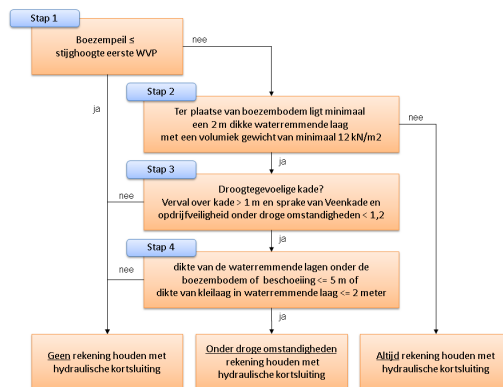 Stap 1
Boezempeil ≤
stijghoogte eerste WVP
nee
ja
Stap 2
Ter plaatse van boezembodem ligt minimaal
een 2 m dikke waterremmende laag
met een volumiek gewicht van minimaal 12 kN/m2
nee
ja
Stap 3
Droogtegevoelige kade?
Verval over kade > 1 m en sprake van Veenkade en
opdrijfveiligheid onder droge omstandigheden < 1,2
nee
ja
Stap 4
dikte van de waterremmende lagen onder de
boezembodem of beschoeiing <= 5 m of
dikte van kleilaag in waterremmende laag <= 2 meter
nee
ja
Geen rekening houden met
hydraulische kortsluiting
Onder droge omstandigheden
rekening houden met
hydraulische kortsluiting
Altijd rekening houden met
hydraulische kortsluiting